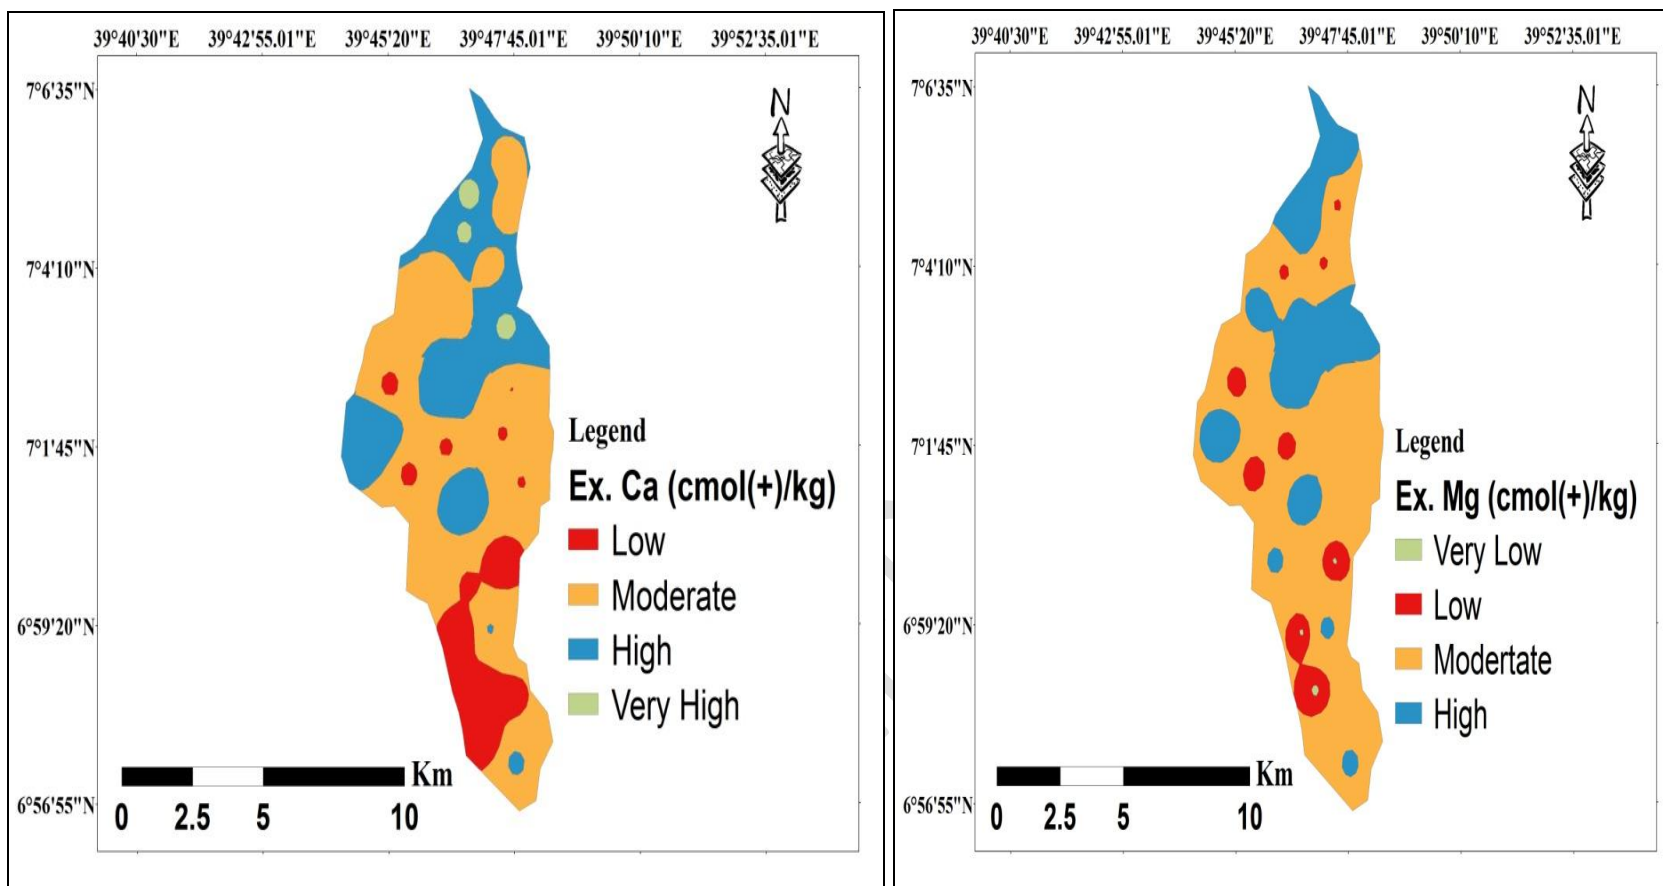 39°40'30"E 39°42'55.01"E 39°45'20"E 39°47'45.01"E 39°50'10"E 39°52'35.01"E
7°6'35"N
7°4'10"N
7°1'45"N
6°59'20"N
6°56'55"N
N
Legend
Ex. Ca (cmol(+)/kg)
Low
Moderate
High
Very High
Km
0 2.5 5 10
39°40'30"E 39°42'55.01"E 39°45'20"E 39°47'45.01"E 39°50'10"E 39°52'35.01"E
7°6'35"N
7°4'10"N
7°1'45"N
6°59'20"N
6°56'55"N
N
Legend
Ex. Mg (cmol(+)/kg)
Very Low
Low
Modertate
High
Km
0 2.5 5 10